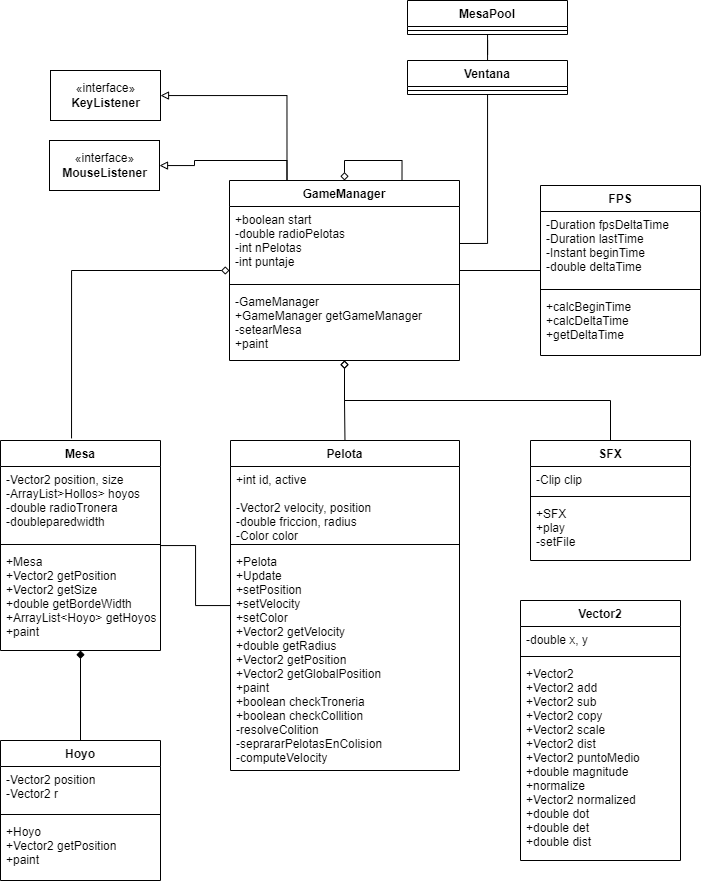 MesaPool
Ventana
«interface»
KeyListener
«interface»
MouseListener
GameManager
+boolean start
-double radioPelotas
-int nPelotas
-int puntaje
-GameManager
+GameManager getGameManager
-setearMesa
+paint
FPS
-Duration fpsDeltaTime
-Duration lastTime
-Instant beginTime
-double deltaTime
+calcBeginTime
+calcDeltaTime
+getDeltaTime
Mesa
-Vector2 position, size
-ArrayList>Hollos> hoyos
-double radioTronera
-doubleparedwidth
+Mesa
+Vector2 getPosition
+Vector2 getSize
+double getBordeWidth
+ArrayList<Hoyo> getHoyos
+paint
Pelota
+int id, active
-Vector2 velocity, position
-double friccion, radius
-Color color
+Pelota
+Update
+setPosition
+setVelocity
+setColor
+Vector2 getVelocity
+double getRadius
+Vector2 getPosition
+Vector2 getGlobalPosition
+paint
+boolean checkTroneria
+boolean checkCollition
-resolveColition
-seprararPelotasEnColision
-computeVelocity
SFX
-Clip clip
+SFX
+play
-setFile
Vector2
-double x, y
+Vector2
+Vector2 add
+Vector2 sub
+Vector2 copy
+Vector2 scale
+Vector2 dist
+Vector2 puntoMedio
+double magnitude
+normalize
+Vector2 normalized
+double dot
+double det
+double dist
Hoyo
-Vector2 position
-Vector2 r
+Hoyo
+Vector2 getPosition
+paint